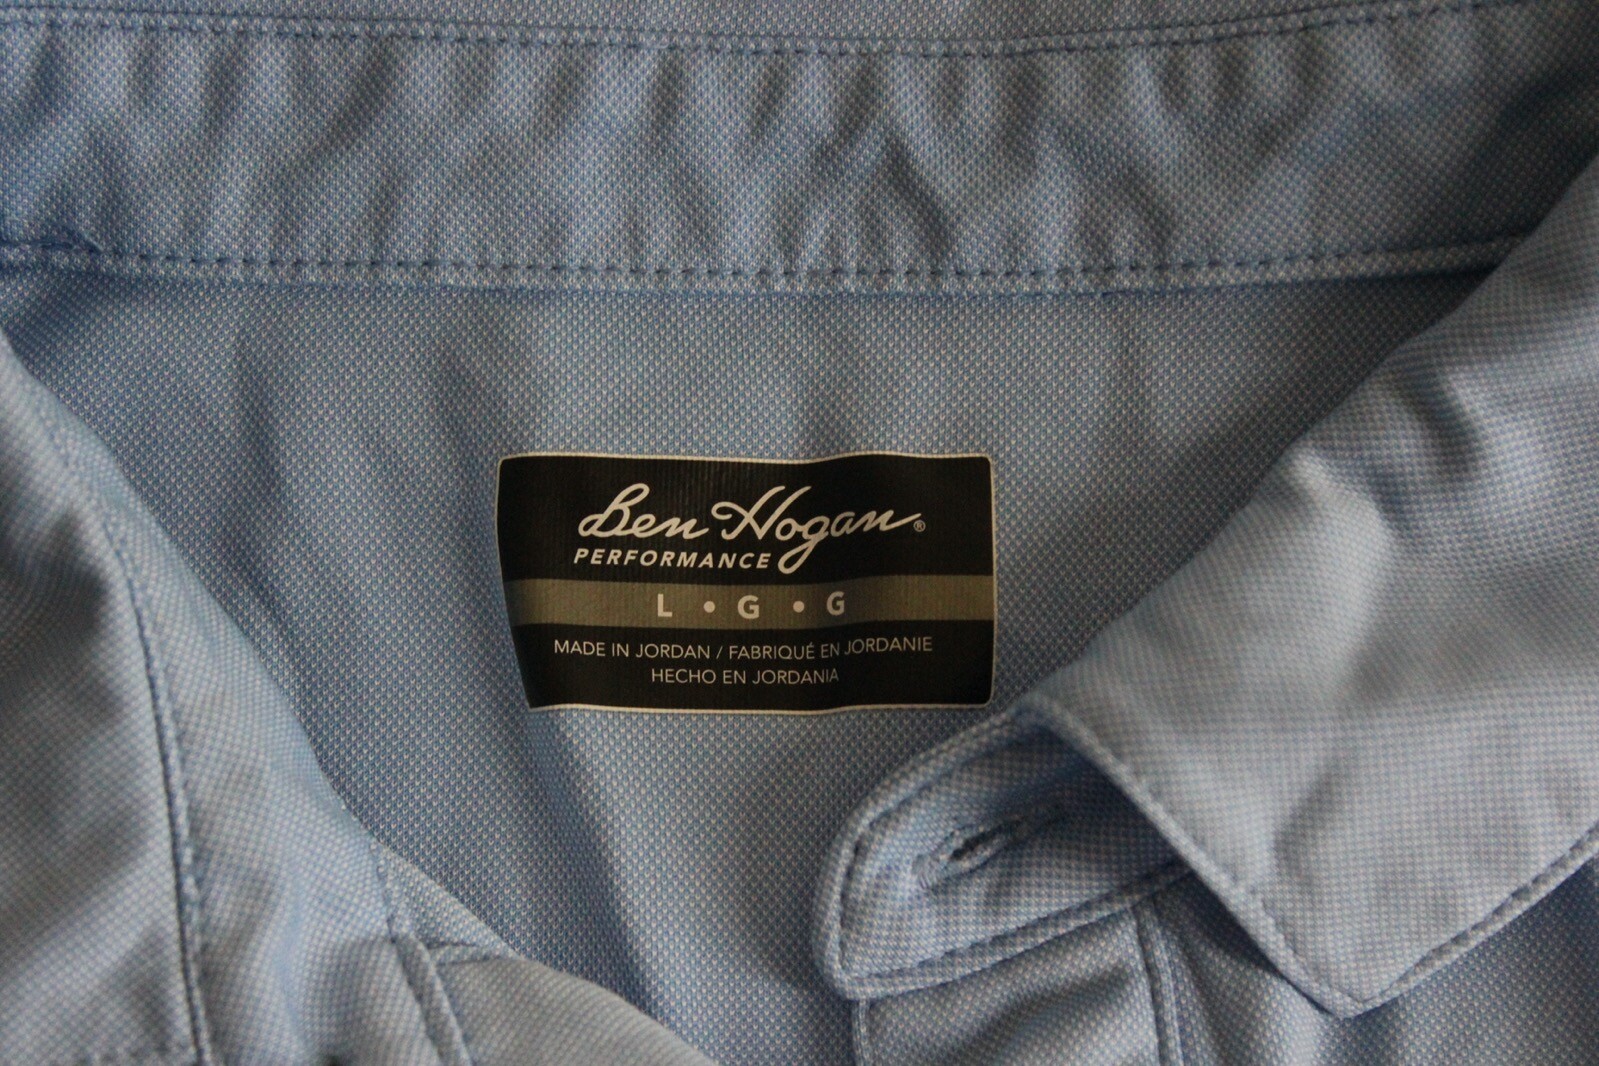 Ben Hogan®
PERFORMANCE
L • G • G
MADE IN JORDAN / FABRIQUÉ EN JORDANIE
HECHO EN JORDANIA